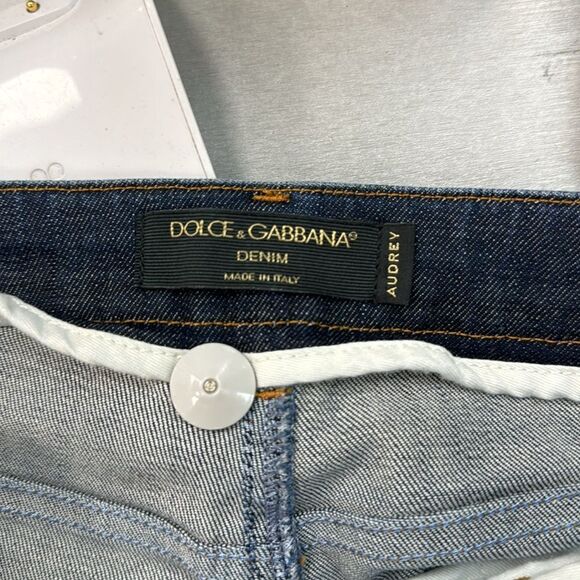 DOLCE & GABBANA®
DENIM
MADE IN ITALY
AUDREY